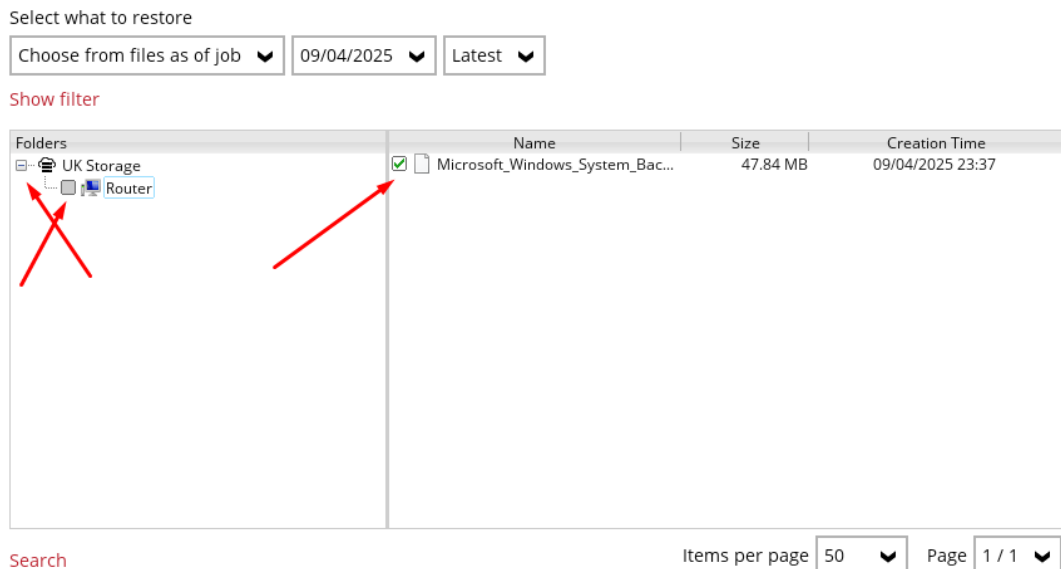 Select what to restore
Choose from files as of job 09/04/2025 Latest
Show filter
Folders Name Size Creation Time
UK Storage Microsoft_Windows_System_Bac... 47.84 MB 09/04/2025 23:37
Router
Search Items per page 50 Page 1 / 1